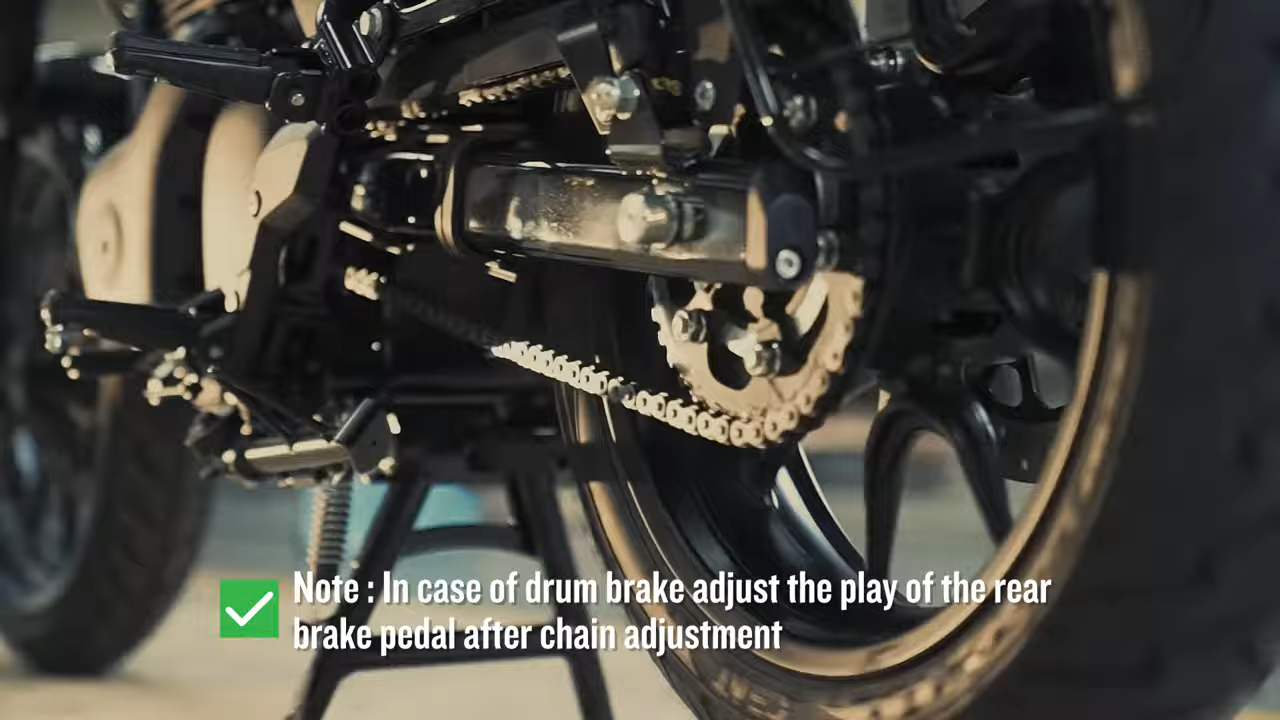 Note : In case of drum brake adjust the play of the rear
brake pedal after chain adjustment